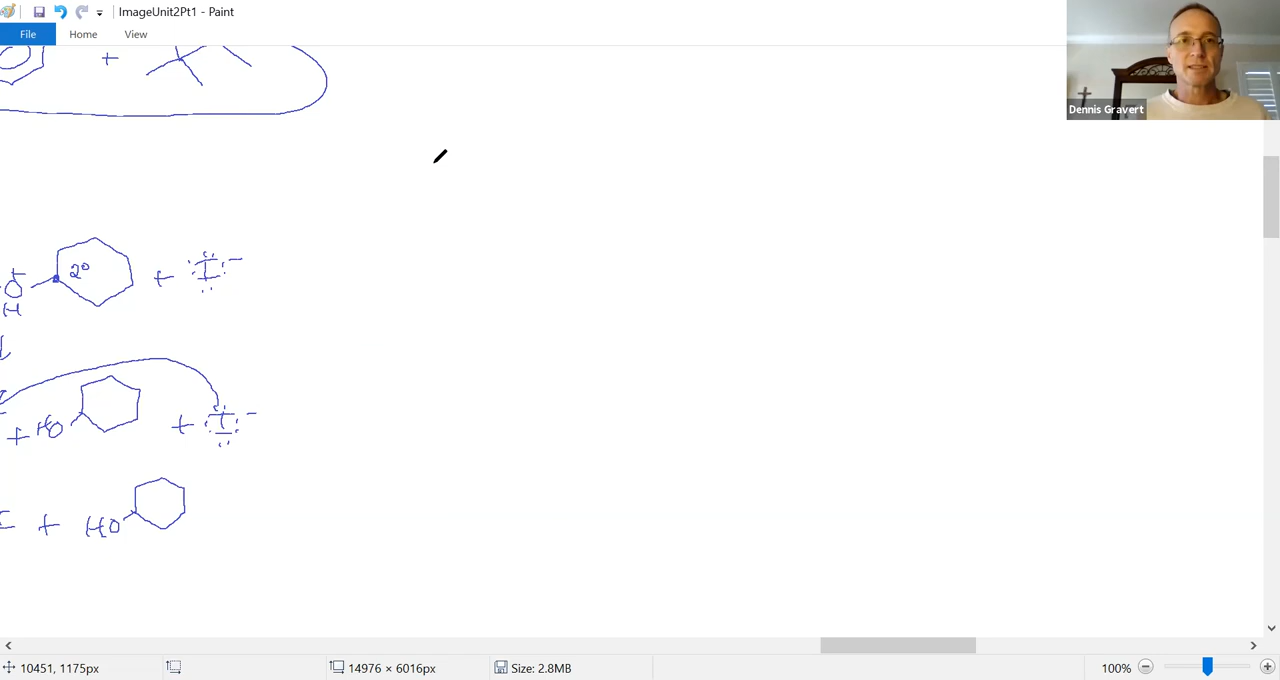 ImageUnit2Pt1 - Paint
File Home View
Dennis Gravert
+
2° + I −
O +
H
+ HO + I −
+ HO
10451, 1175px 14976 × 6016px Size: 2.8MB 100%